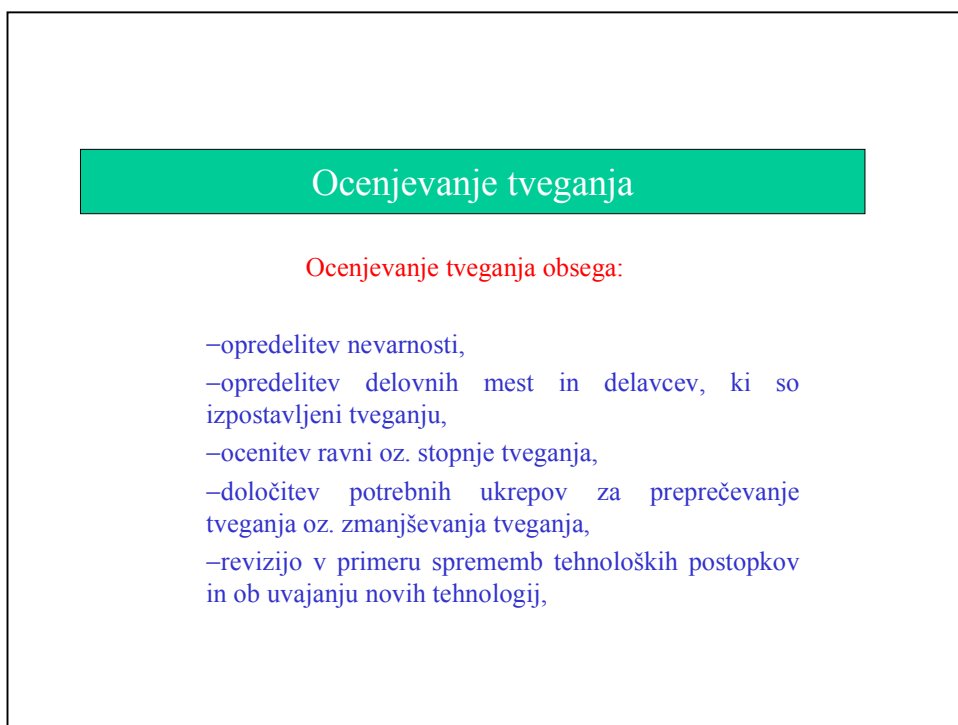 Ocenjevanje tveganja
Ocenjevanje tveganja obsega:
–opredelitev nevarnosti,
–opredelitev delovnih mest in delavcev, ki so
izpostavljeni tveganju,
–ocenitev ravni oz. stopnje tveganja,
–določitev potrebnih ukrepov za preprečevanje
tveganja oz. zmanjševanja tveganja,
–revizijo v primeru sprememb tehnoloških postopkov
in ob uvajanju novih tehnologij,